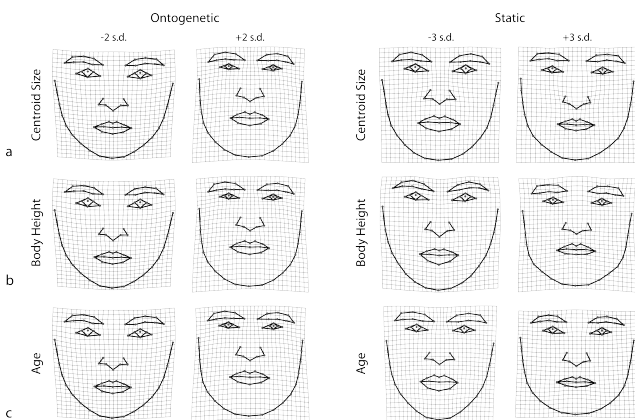 Ontogenetic Static
-2 s.d. +2 s.d. -3 s.d. +3 s.d.
Centroid Size Centroid Size
a
Body Height Body Height
b
Age Age
c